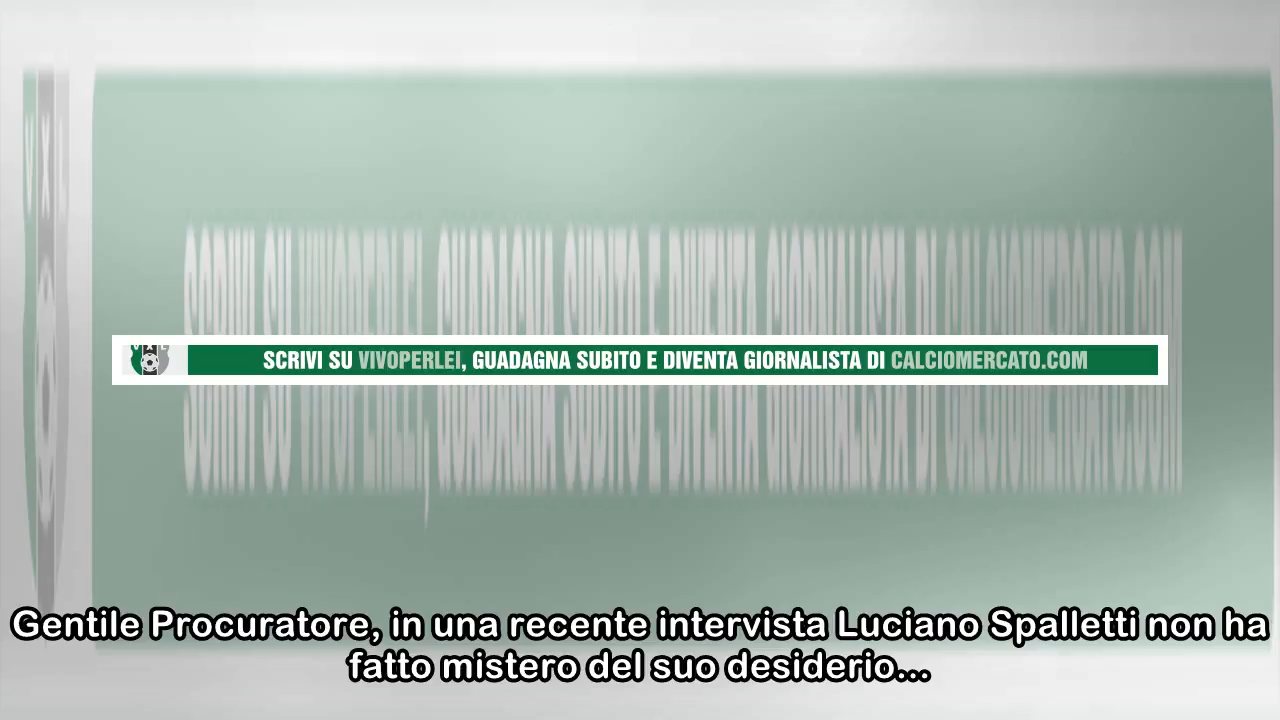 SCRIVI SU VIVOPERLEI, GUADAGNA SUBITO E DIVENTA GIORNALISTA DI CALCIOMERCATO.COM
Gentile Procuratore, in una recente intervista Luciano Spalletti non ha
fatto mistero del suo desiderio...